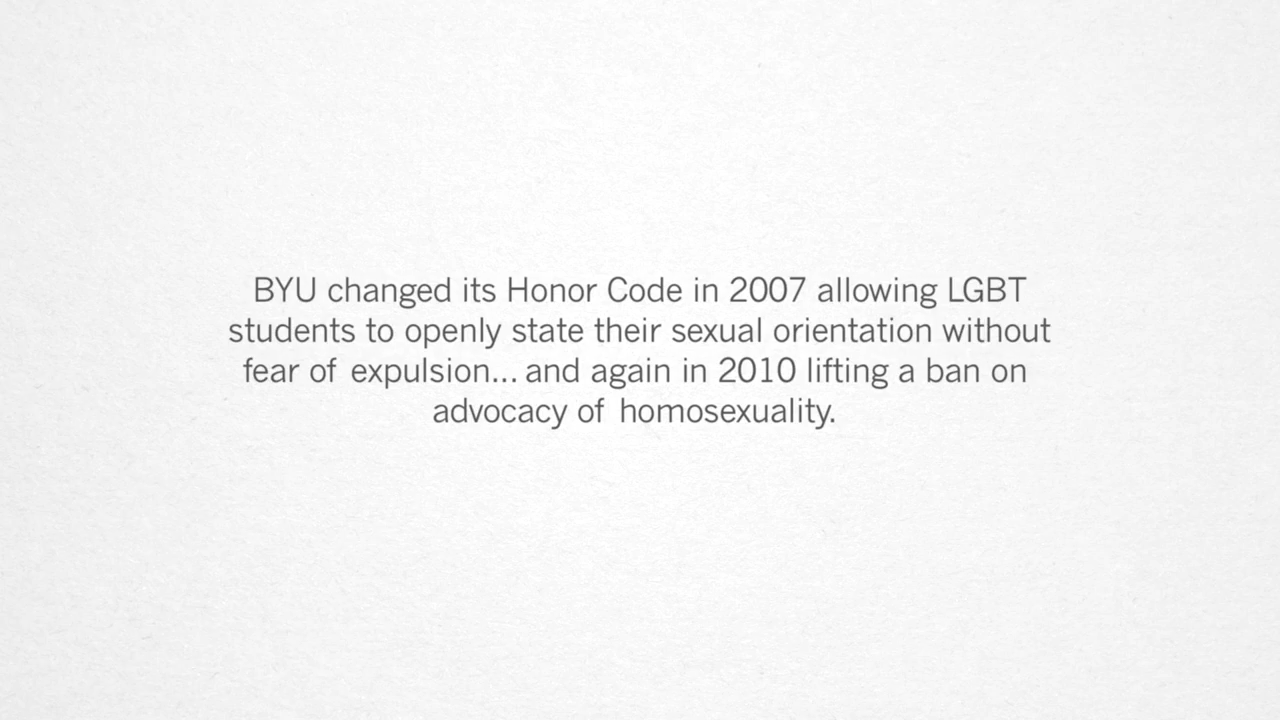 BYU changed its Honor Code in 2007 allowing LGBT
students to openly state their sexual orientation without
fear of expulsion... and again in 2010 lifting a ban on
advocacy of homosexuality.